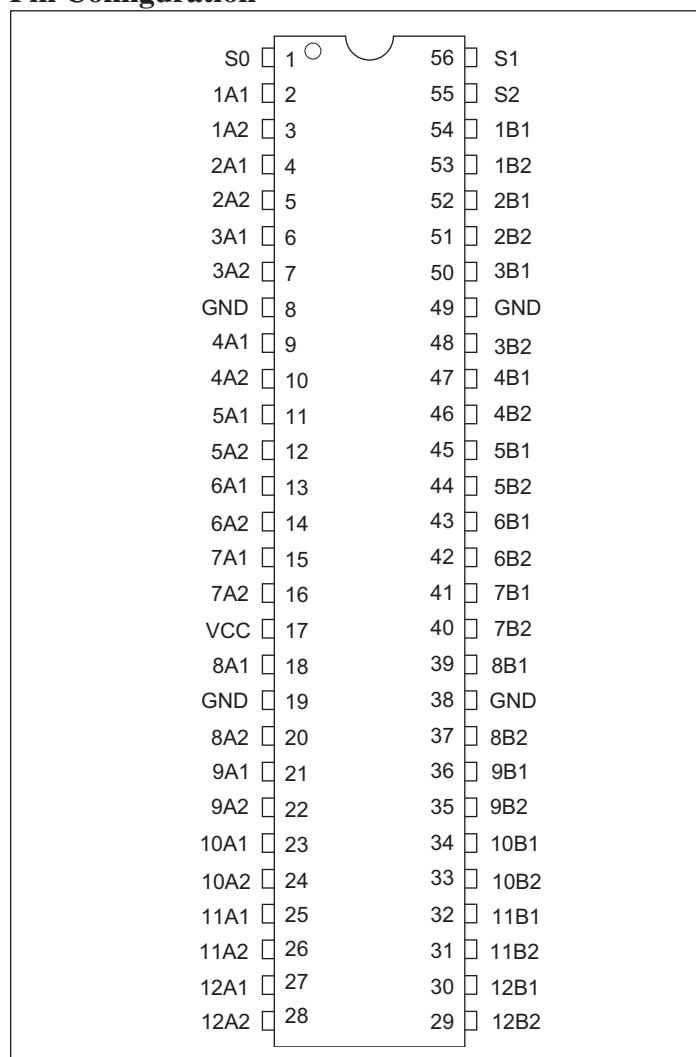 S0 1 56 S1
1A1 2 55 S2
1A2 3 54 1B1
2A1 4 53 1B2
2A2 5 52 2B1
3A1 6 51 2B2
3A2 7 50 3B1
GND 8 49 GND
4A1 9 48 3B2
4A2 10 47 4B1
5A1 11 46 4B2
5A2 12 45 5B1
6A1 13 44 5B2
6A2 14 43 6B1
7A1 15 42 6B2
7A2 16 41 7B1
VCC 17 40 7B2
8A1 18 39 8B1
GND 19 38 GND
8A2 20 37 8B2
9A1 21 36 9B1
9A2 22 35 9B2
10A1 23 34 10B1
10A2 24 33 10B2
11A1 25 32 11B1
11A2 26 31 11B2
12A1 27 30 12B1
12A2 28 29 12B2